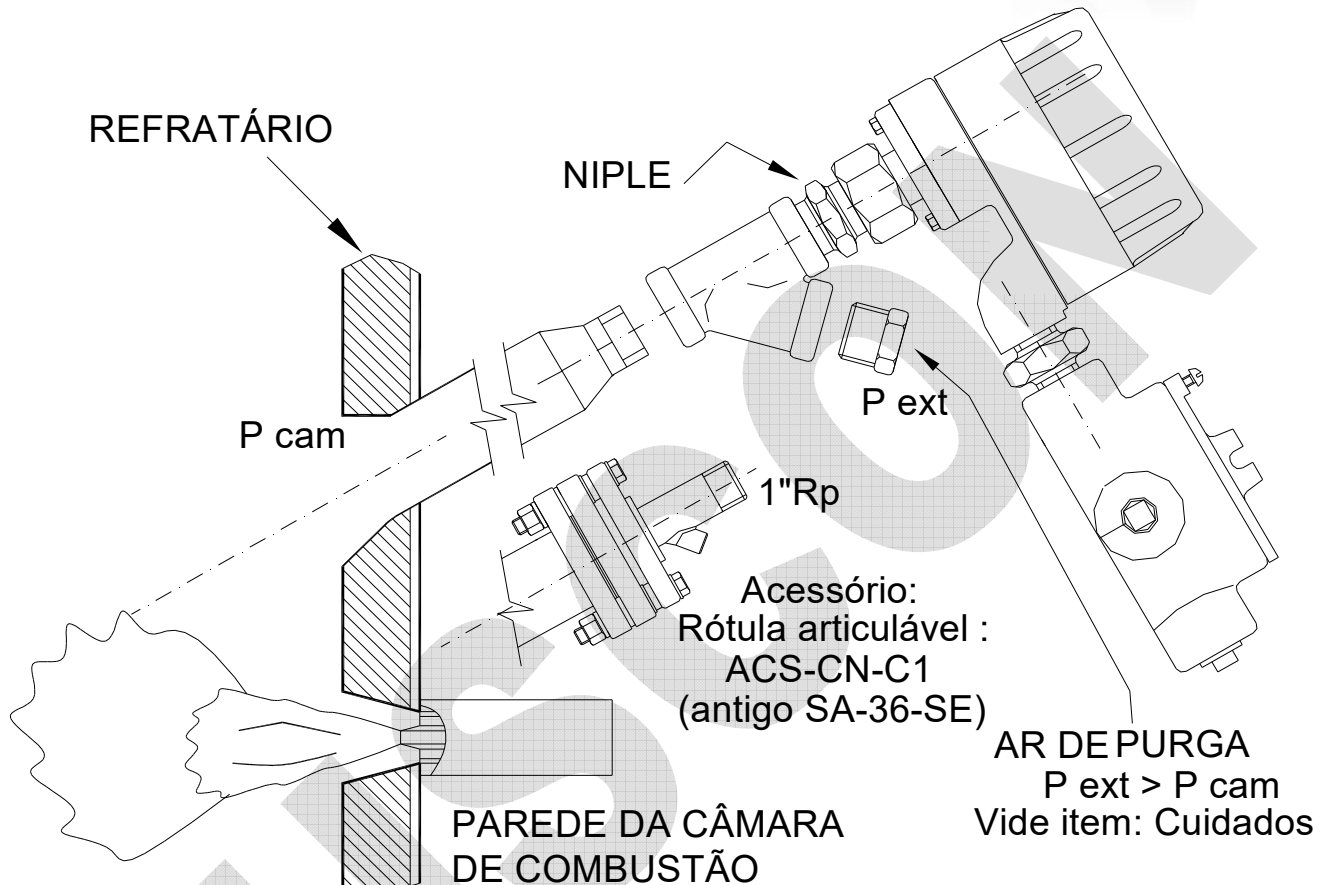 REFRATÁRIO
NIPLE
P cam
P ext
1"Rp
Acessório:
Rótula articulável :
ACS-CN-C1
(antigo SA-36-SE)
AR DE PURGA
P ext > P cam
Vide item: Cuidados
PAREDE DA CÂMARA
DE COMBUSTÃO